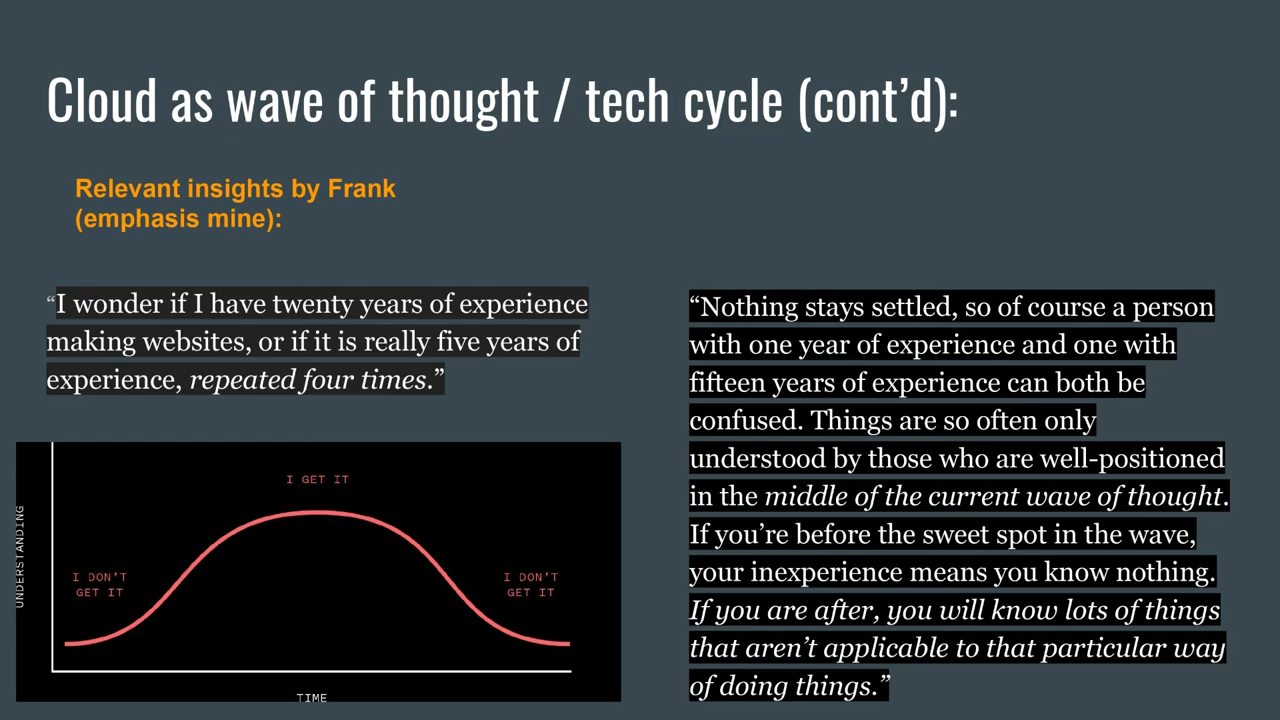 Cloud as wave of thought / tech cycle (cont’d):
Relevant insights by Frank
(emphasis mine):
“I wonder if I have twenty years of experience
making websites, or if it is really five years of
experience, repeated four times.”
I GET IT
I DON’T
GET IT
I DON’T
GET IT
UNDERSTANDING
TIME
“Nothing stays settled, so of course a person
with one year of experience and one with
fifteen years of experience can both be
confused. Things are so often only
understood by those who are well-positioned
in the middle of the current wave of thought.
If you’re before the sweet spot in the wave,
your inexperience means you know nothing.
If you are after, you will know lots of things
that aren’t applicable to that particular way
of doing things.”